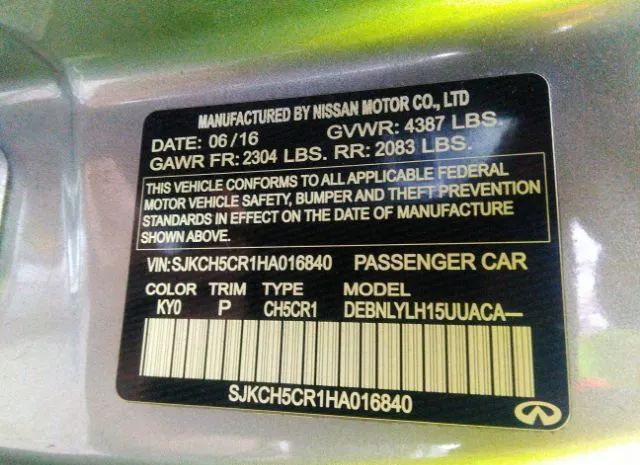 MANUFACTURED BY NISSAN MOTOR CO., LTD
DATE: 06/16 GVWR: 4387 LBS.
GAWR FR: 2304 LBS. RR: 2083 LBS.
THIS VEHICLE CONFORMS TO ALL APPLICABLE FEDERAL
MOTOR VEHICLE SAFETY, BUMPER AND THEFT PREVENTION
STANDARDS IN EFFECT ON THE DATE OF MANUFACTURE
SHOWN ABOVE.
VIN:SJKCH5CR1HA016840 PASSENGER CAR
COLOR TRIM TYPE MODEL
KY0 P CH5CR1 DEBNLYLH15UUACA—
SJKCH5CR1HA016840